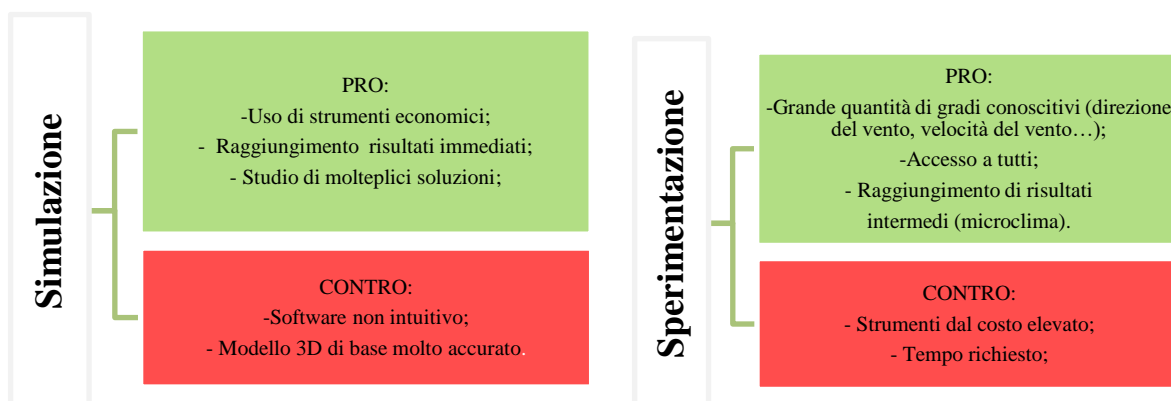 Simulazione
PRO:
-Uso di strumenti economici;
- Raggiungimento risultati immediati;
- Studio di molteplici soluzioni;
CONTRO:
-Software non intuitivo;
- Modello 3D di base molto accurato.
Sperimentazione
PRO:
-Grande quantità di gradi conoscitivi (direzione
del vento, velocità del vento…);
-Accesso a tutti;
- Raggiungimento di risultati
intermedi (microclima).
CONTRO:
- Strumenti dal costo elevato;
- Tempo richiesto;